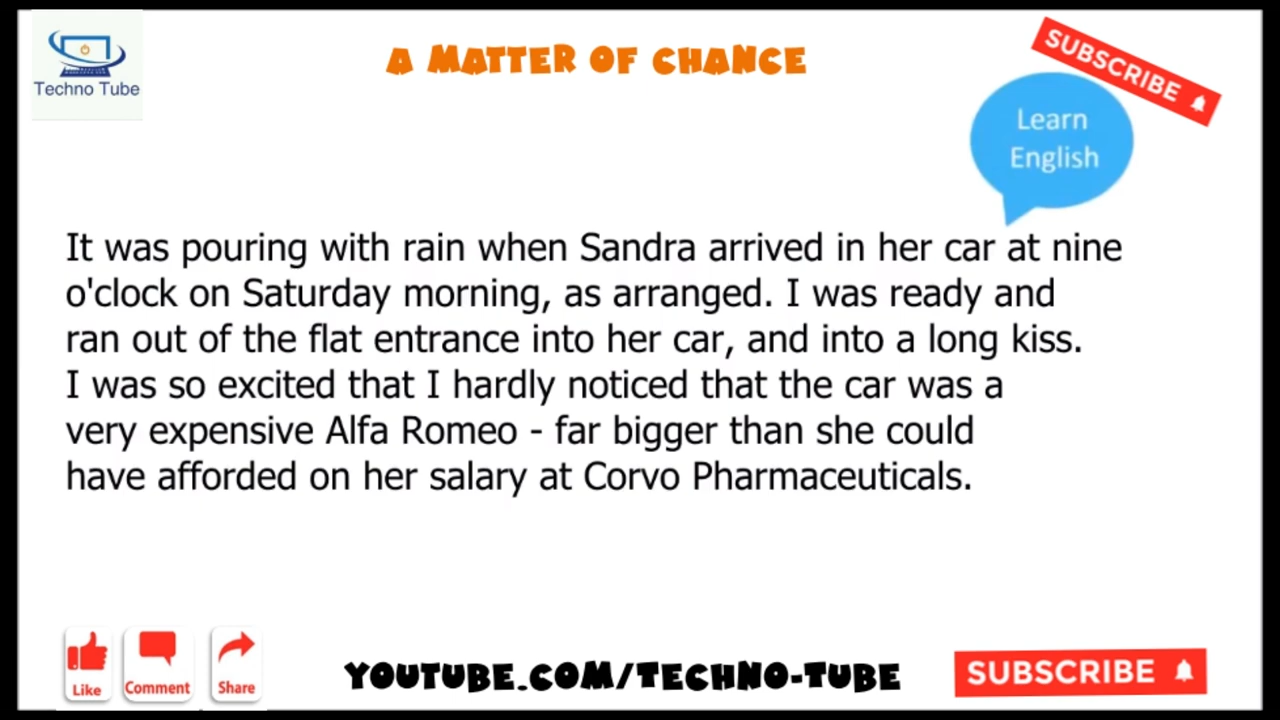 A MATTER OF CHANCE
SUBSCRIBE
Techno Tube
Learn
English
It was pouring with rain when Sandra arrived in her car at nine
o'clock on Saturday morning, as arranged. I was ready and
ran out of the flat entrance into her car, and into a long kiss.
I was so excited that I hardly noticed that the car was a
very expensive Alfa Romeo - far bigger than she could
have afforded on her salary at Corvo Pharmaceuticals.
Like
Comment
Share
YOUTUBE.COM/TECHNO-TUBE
SUBSCRIBE